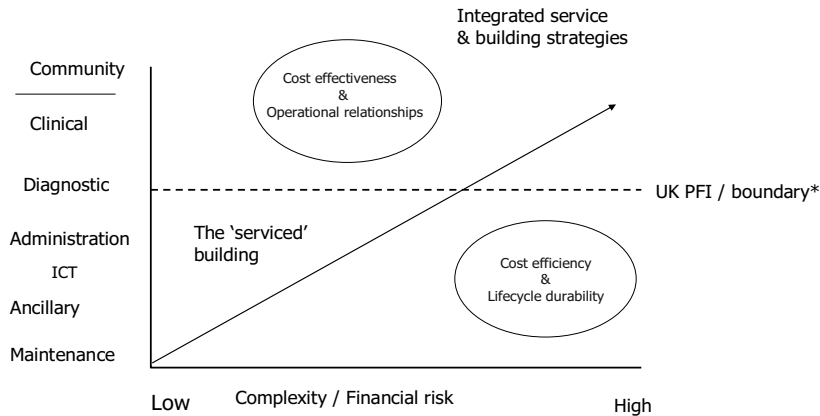 Integrated service
& building strategies
Community
Cost effectiveness
&
Operational relationships
Clinical
Diagnostic
UK PFI / boundary*
Administration
The ‘serviced’
building
ICT
Cost efficiency
&
Lifecycle durability
Ancillary
Maintenance
Low
Complexity / Financial risk
High